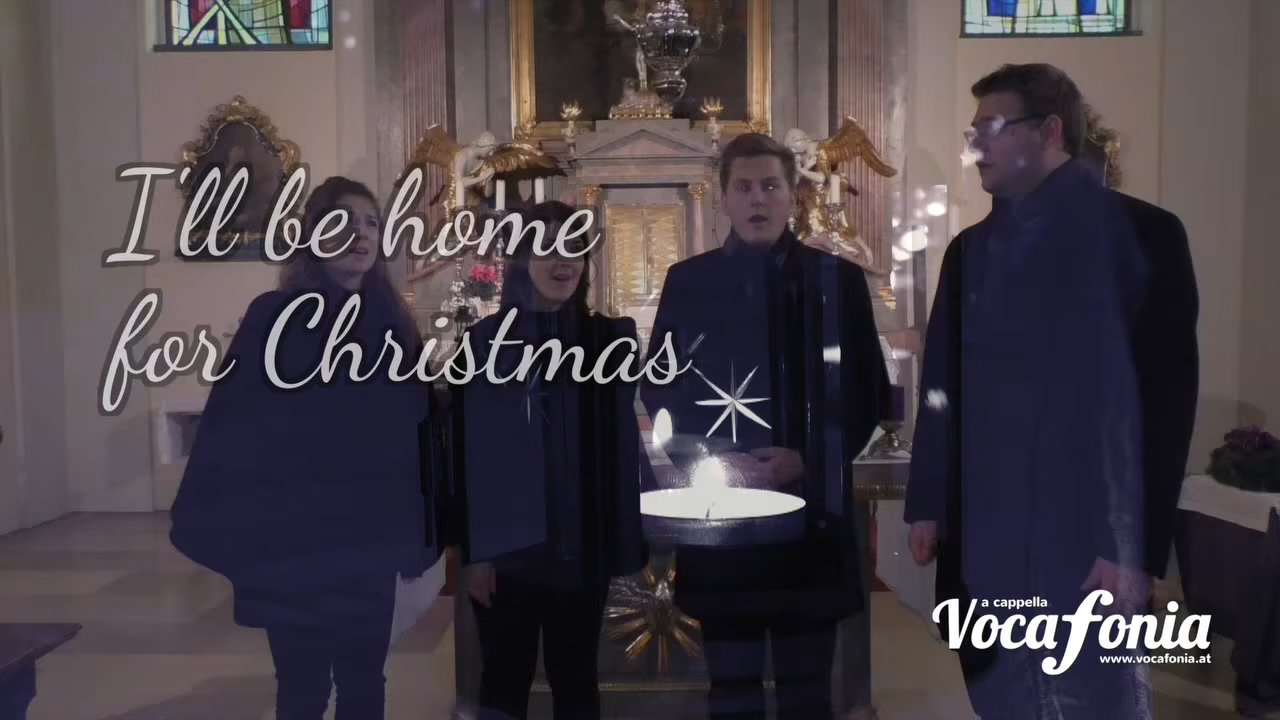 I'll be home
for Christmas
a cappella
Vocafonia
www.vocafonia.at